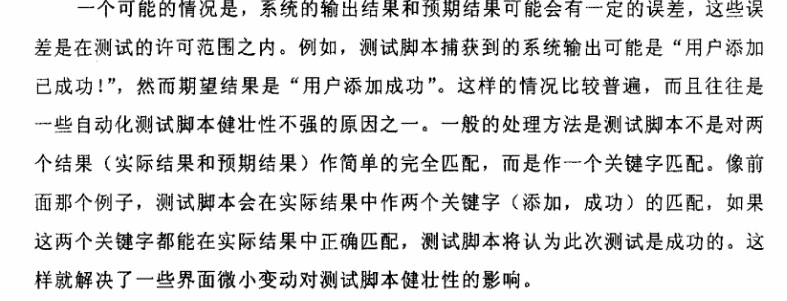 一个可能的情况是，系统的输出结果和预期结果可能会有一定的误差，这些误
差是在测试的许可范围之内。例如，测试脚本捕获到的系统输出可能是“用户添加
已成功！”，然而期望结果是“用户添加成功”。这样的情况比较普遍，而且往往是
一些自动化测试脚本健壮性不强的原因之一。一般的处理方法是测试脚本不是对两
个结果（实际结果和预期结果）作简单的完全匹配，而是作一个关键字匹配。像前
面那个例子，测试脚本会在实际结果中作两个关键字（添加，成功）的匹配，如果
这两个关键字都能在实际结果中正确匹配，测试脚本将认为此次测试是成功的。这
样就解决了一些界面微小变动对测试脚本健壮性的影响。